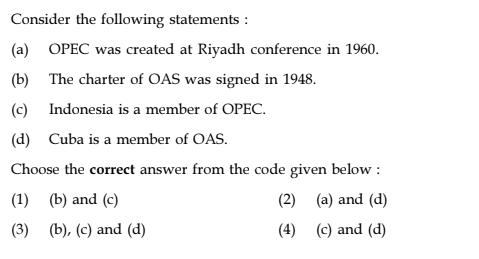 Consider the following statements :
(a) OPEC was created at Riyadh conference in 1960.
(b) The charter of OAS was signed in 1948.
(c) Indonesia is a member of OPEC.
(d) Cuba is a member of OAS.
Choose the correct answer from the code given below :
(1) (b) and (c) (2) (a) and (d)
(3) (b), (c) and (d) (4) (c) and (d)